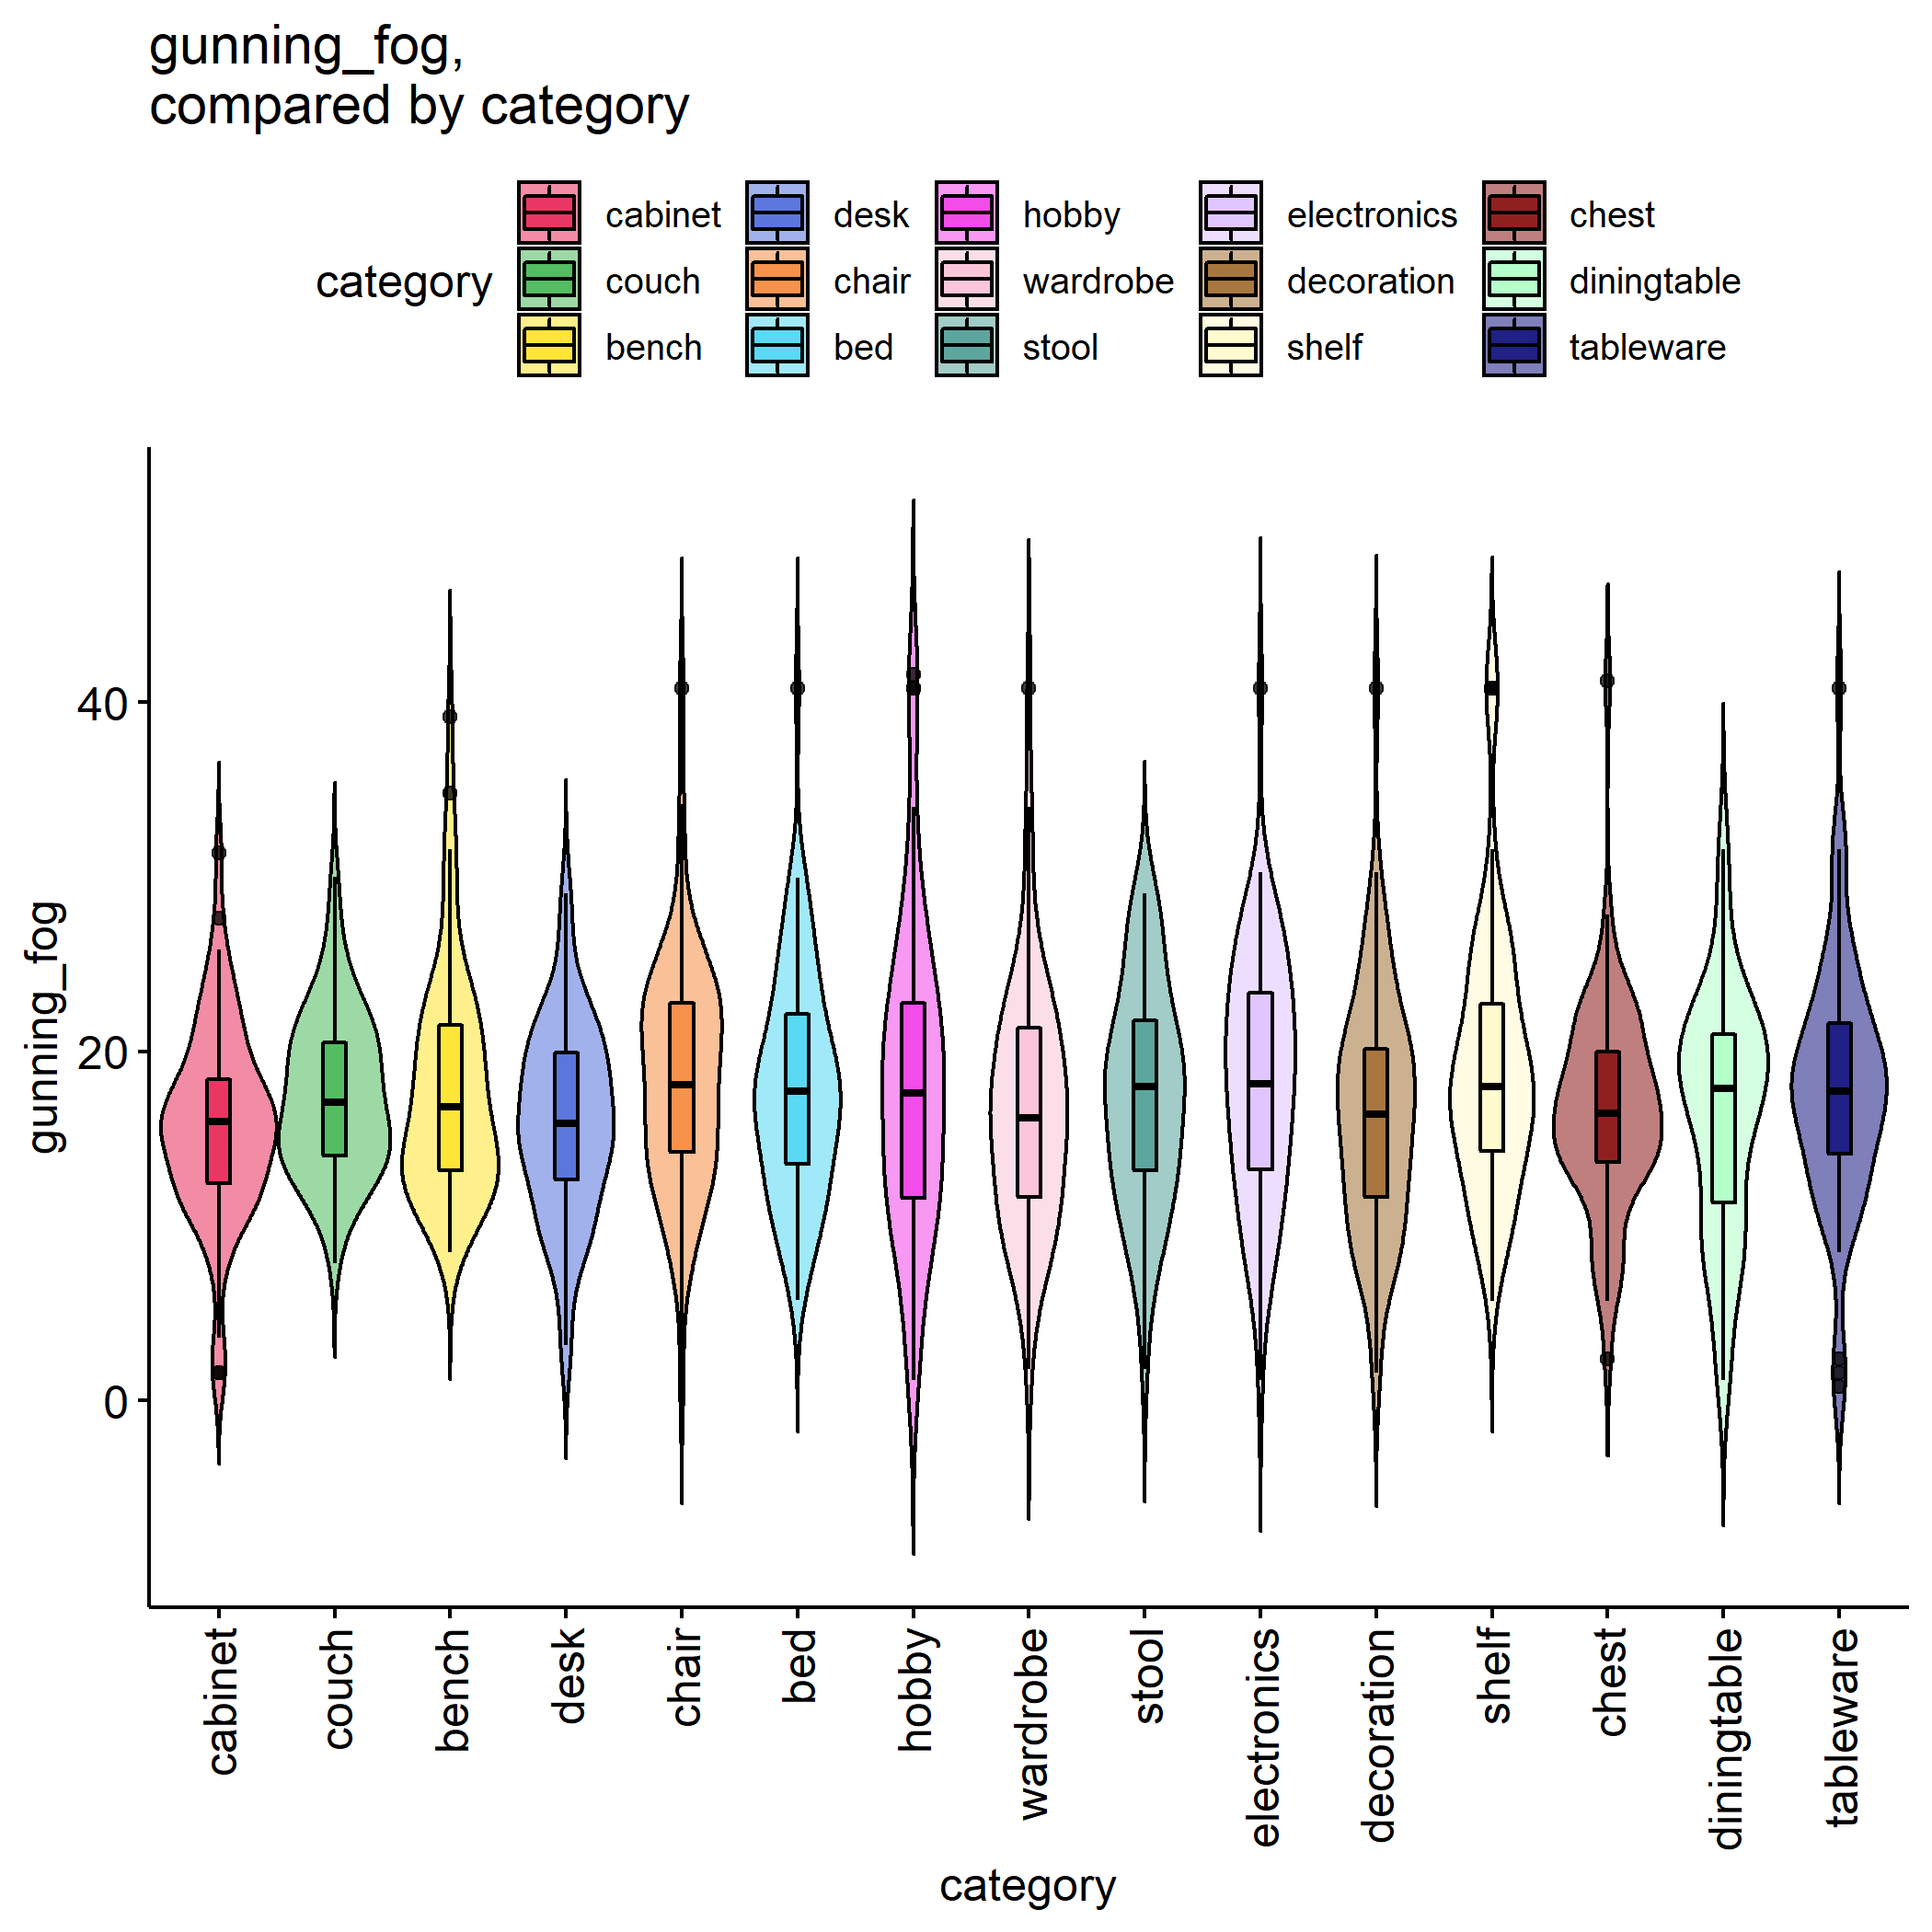 gunning_fog,
compared by category
category
cabinet
couch
bench
desk
chair
bed
hobby
wardrobe
stool
electronics
decoration
shelf
chest
diningtable
tableware
gunning_fog
40
20
0
cabinet
couch
bench
desk
chair
bed
hobby
wardrobe
stool
electronics
decoration
shelf
chest
diningtable
tableware
category